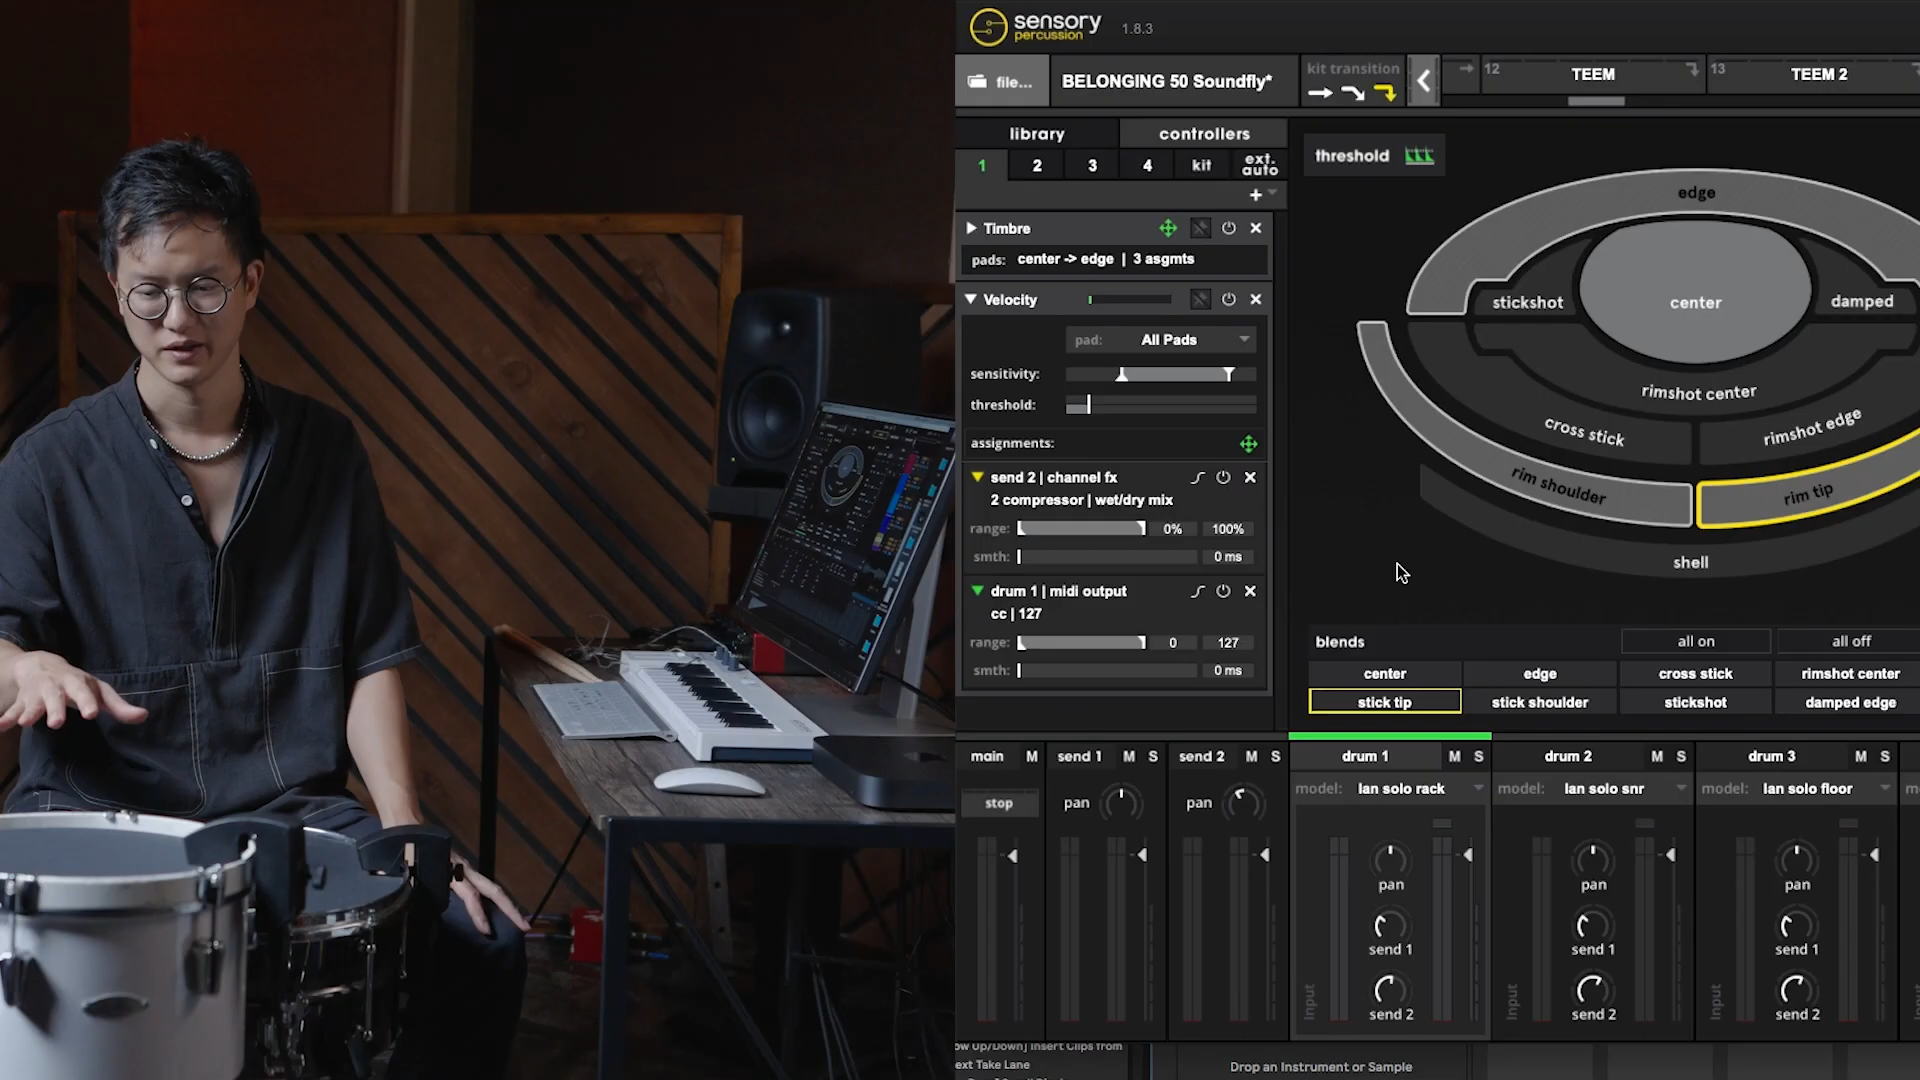 sensory
percussion
1.8.3
file...
BELONGING 50 Soundfly*
kit transition
12
TEEM
13
TEEM 2
library
controllers
1
2
3
4
kit
ext.
auto
+
threshold
Timbre
pads: center -> edge | 3 asgmts
Velocity
pad: All Pads
sensitivity:
threshold:
assignments:
send 2 | channel fx
2 compressor | wet/dry mix
range: 0% 100%
smth: 0 ms
drum 1 | midi output
cc | 127
range: 0 127
smth: 0 ms
edge
stickshot
center
damped
rimshot center
cross stick
rimshot edge
rim shoulder
rim tip
shell
blends
all on
all off
center
edge
cross stick
rimshot center
stick tip
stick shoulder
stickshot
damped edge
main M
send 1 M S
send 2 M S
drum 1 M S
drum 2 M S
drum 3 M S
stop
pan
pan
model: Ian solo rack
model: Ian solo snr
model: Ian solo floor
m
pan
pan
pan
send 1
send 1
send 1
input
send 2
input
send 2
input
send 2
ow Up/Down] Insert Clips from
ext Take Lane
Drop an Instrument or Sample